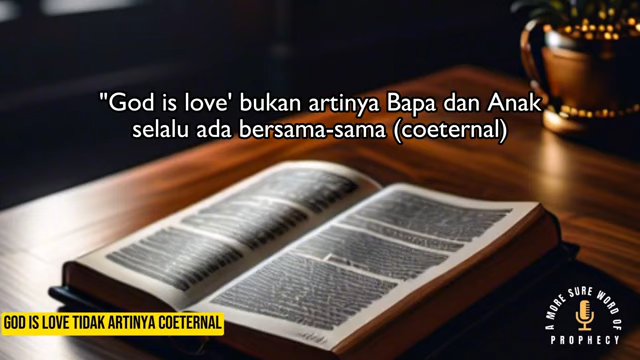 "God is love' bukan artinya Bapa dan Anak
selalu ada bersama-sama (coeternal)
GOD IS LOVE TIDAK ARTINYA COETERNAL
A MORE SURE WORD OF
PROPHECY